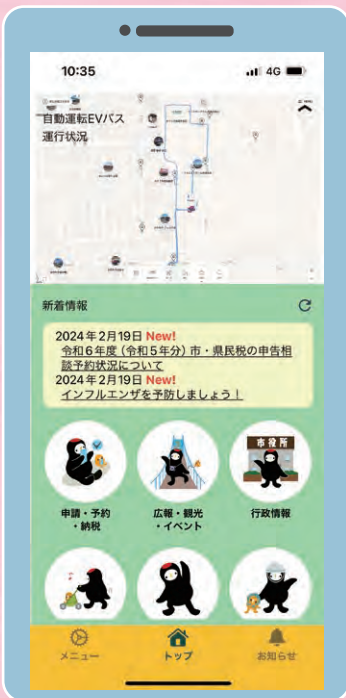 10:35
4G
自動運転EVバス
運行状況
新着情報
2024年2月19日 New!
令和6年度(令和5年分)市・県民税の申告相
談予約状況について
2024年2月19日 New!
インフルエンザを予防しましょう!
市役所
申請・予約
・納税
広報・観光
・イベント
行政情報
メニュー
トップ
お知らせ